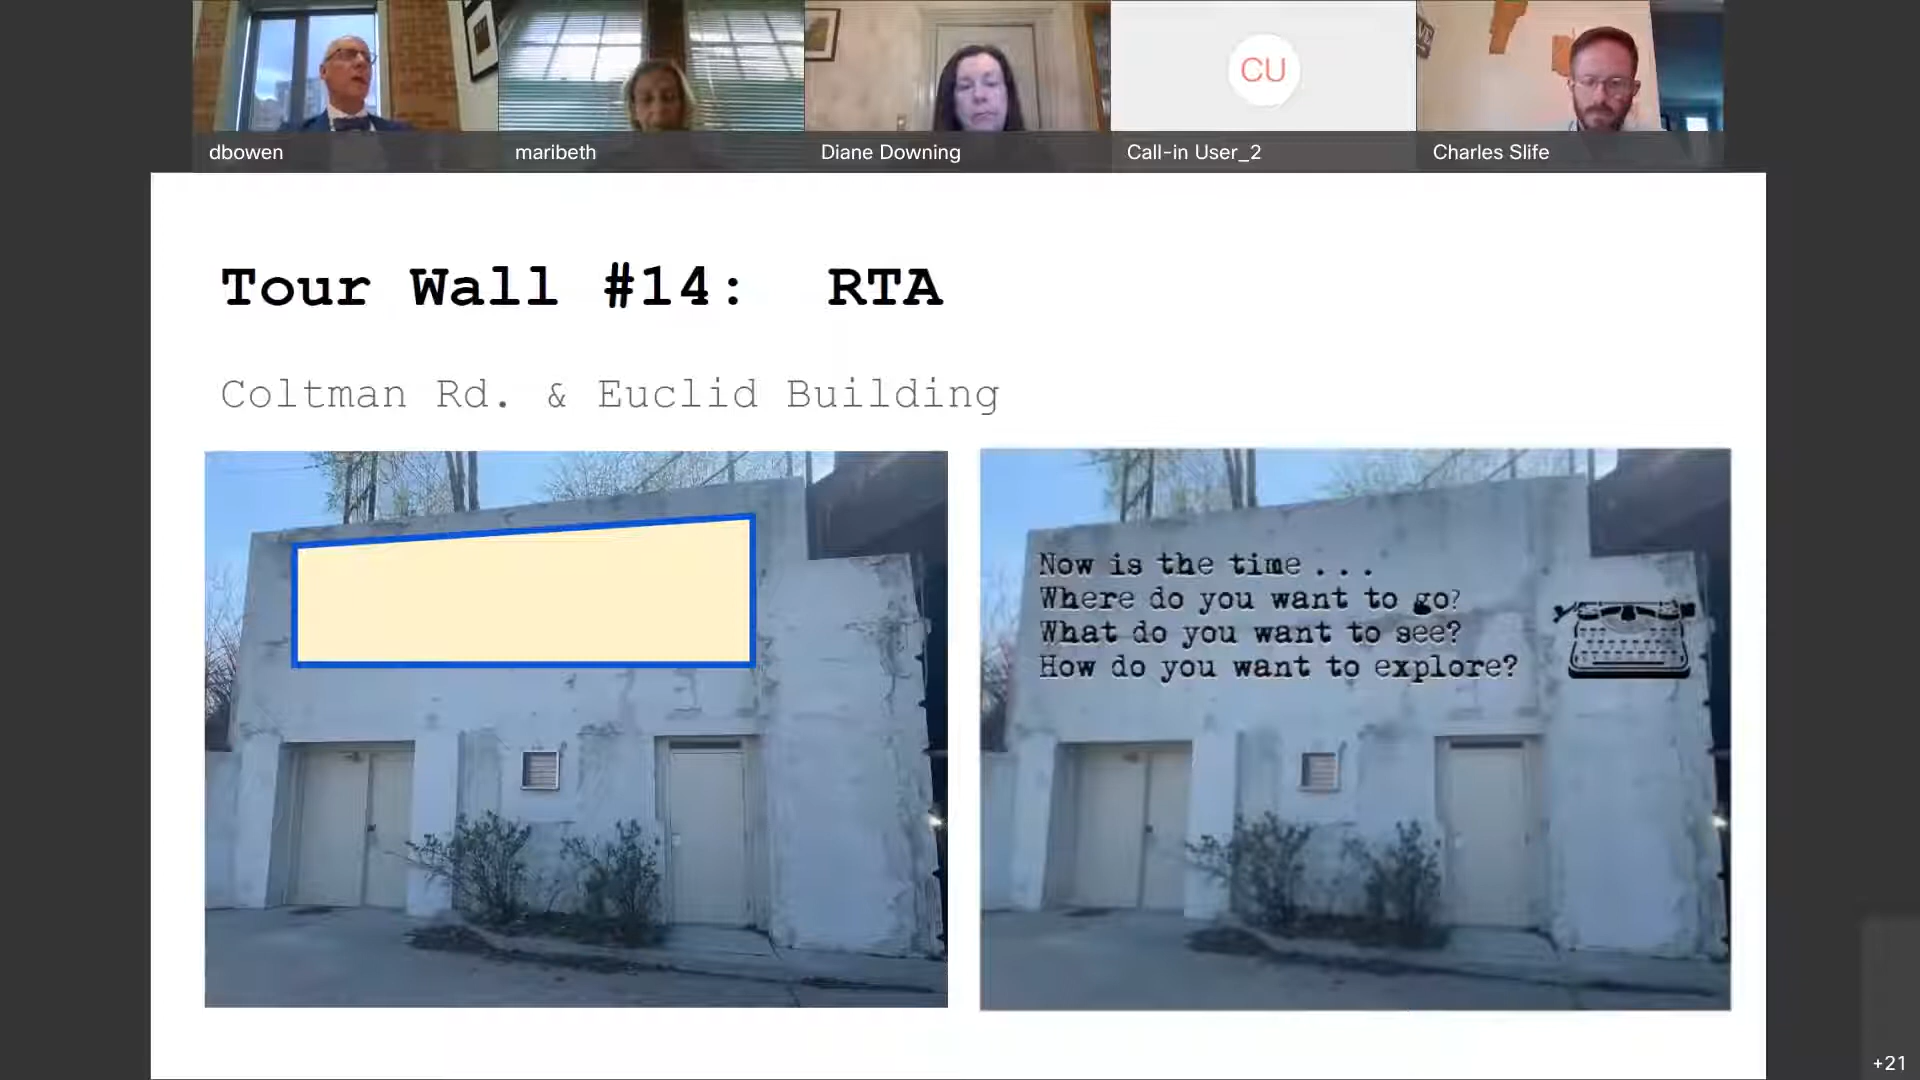 dbowen
maribeth
Diane Downing
CU
Call-in User_2
Charles Slife
Tour Wall #14: RTA
Coltman Rd. & Euclid Building
Now is the time . . .
Where do you want to go?
What do you want to see?
How do you want to explore?
+21